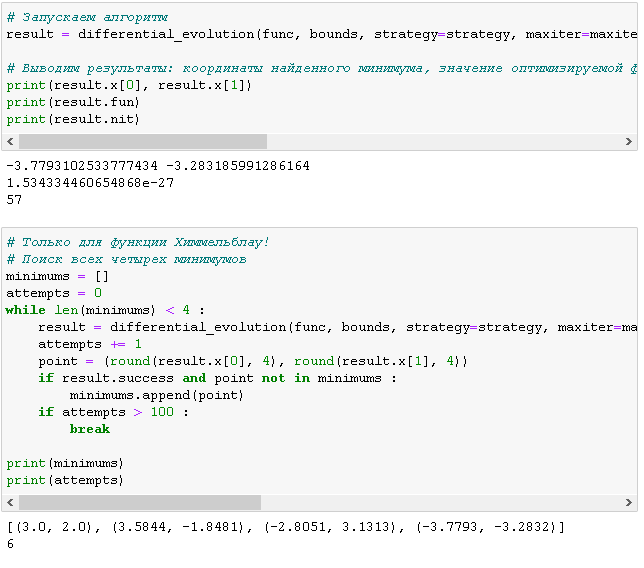 # Запускаем алгоритм
result = differential_evolution(func, bounds, strategy=strategy, maxiter=maxite
# Выводим результаты: координаты найденного минимума, значение оптимизируемой ф
print(result.x[0], result.x[1])
print(result.fun)
print(result.nit)
-3.7793102533777434 -3.283185991286164
1.534334460654868e-27
57
# Только для функции Химмельблау!
# Поиск всех четырех минимумов
minimums = []
attempts = 0
while len(minimums) < 4 :
    result = differential_evolution(func, bounds, strategy=strategy, maxiter=ma
    attempts += 1
    point = (round(result.x[0], 4), round(result.x[1], 4))
    if result.success and point not in minimums :
        minimums.append(point)
    if attempts > 100 :
        break
print(minimums)
print(attempts)
[(3.0, 2.0), (3.5844, -1.8481), (-2.8051, 3.1313), (-3.7793, -3.2832)]
6